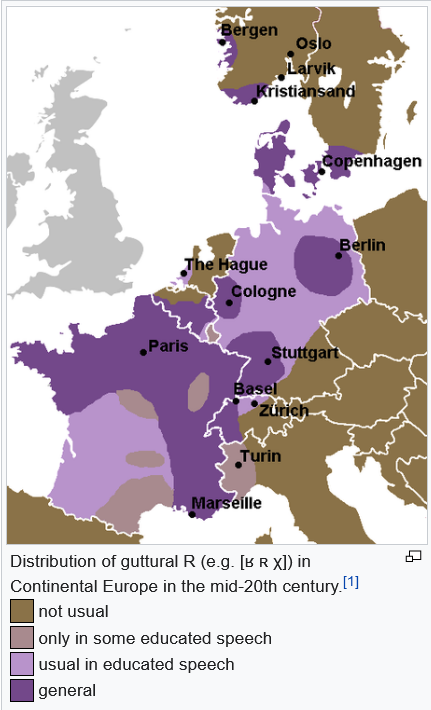 Bergen
Oslo
Larvik
Kristiansand
Copenhagen
Berlin
The Hague
Cologne
Paris
Stuttgart
Basel
Zürich
Turin
Marseille
Distribution of guttural R (e.g. [ʁ ʀ χ]) in
Continental Europe in the mid-20th century.[1]
not usual
only in some educated speech
usual in educated speech
general